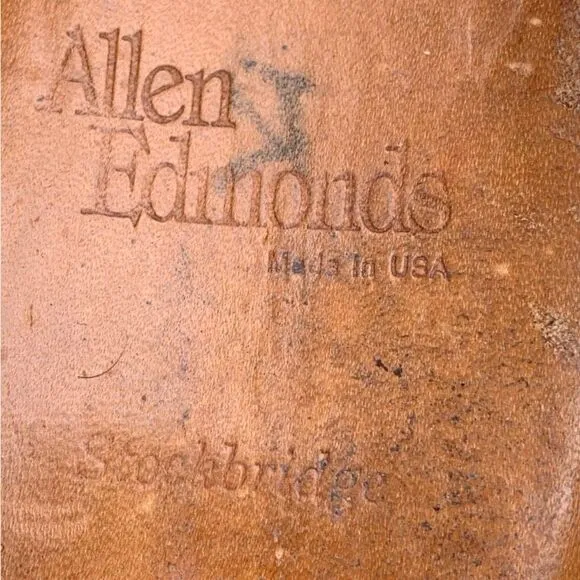 Allen
Edmonds
Made in USA
Stockbridge